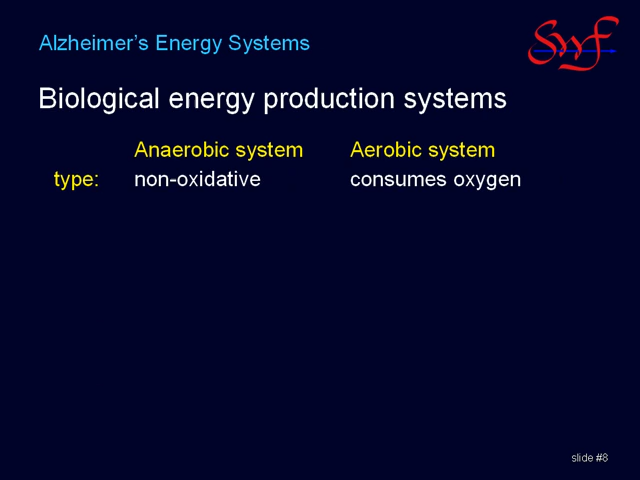 Alzheimer's Energy Systems
Swf
Biological energy production systems
Anaerobic system Aerobic system
type: non-oxidative consumes oxygen
slide #8